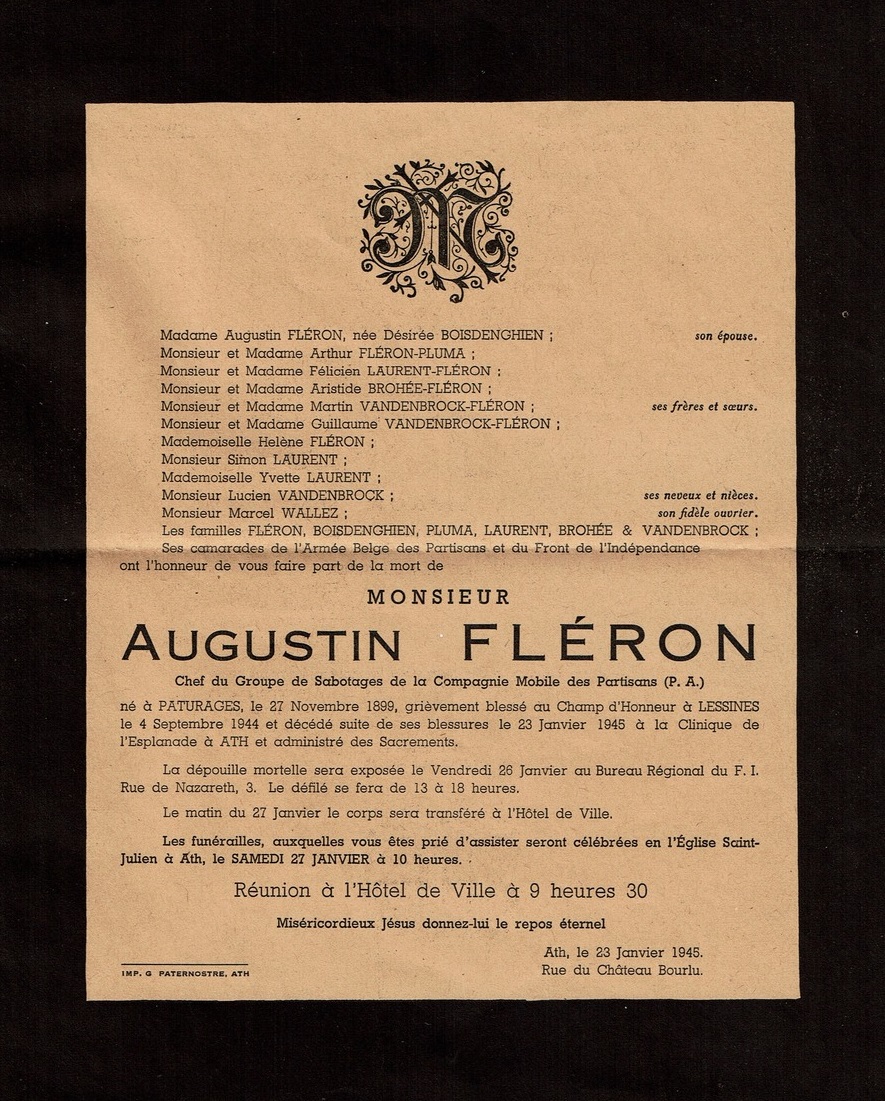 M
Madame Augustin FLÉRON, née Désirée BOISDENGHIEN ; son épouse.
Monsieur et Madame Arthur FLÉRON-PLUMA ;
Monsieur et Madame Félicien LAURENT-FLÉRON ;
Monsieur et Madame Aristide BROHÉE-FLÉRON ;
Monsieur et Madame Martin VANDENBROCK-FLÉRON ; ses frères et sœurs.
Monsieur et Madame Guillaume VANDENBROCK-FLÉRON ;
Mademoiselle Helène FLÉRON ;
Monsieur Simon LAURENT ;
Mademoiselle Yvette LAURENT ;
Monsieur Lucien VANDENBROCK ; ses neveux et nièces.
Monsieur Marcel WALLEZ ; son fidèle ouvrier.
Les familles FLÉRON, BOISDENGHIEN, PLUMA, LAURENT, BROHÉE & VANDENBROCK ;
Ses camarades de l'Armée Belge des Partisans et du Front de l'Indépendance
ont l'honneur de vous faire part de la mort de
MONSIEUR
AUGUSTIN FLÉRON
Chef du Groupe de Sabotages de la Compagnie Mobile des Partisans (P. A.)
né à PATURAGES, le 27 Novembre 1899, grièvement blessé au Champ d'Honneur à LESSINES
le 4 Septembre 1944 et décédé suite de ses blessures le 23 Janvier 1945 à la Clinique de
l'Esplanade à ATH et administré des Sacrements.
La dépouille mortelle sera exposée le Vendredi 26 Janvier au Bureau Régional du F. I.
Rue de Nazareth, 3. Le défilé se fera de 13 à 18 heures.
Le matin du 27 Janvier le corps sera transféré à l'Hôtel de Ville.
Les funérailles, auxquelles vous êtes prié d'assister seront célébrées en l'Église Saint-
Julien à Ath, le SAMEDI 27 JANVIER à 10 heures.
Réunion à l'Hôtel de Ville à 9 heures 30
Miséricordieux Jésus donnez-lui le repos éternel
Ath, le 23 Janvier 1945.
Rue du Château Bourlu.
IMP. G PATERNOSTRE, ATH